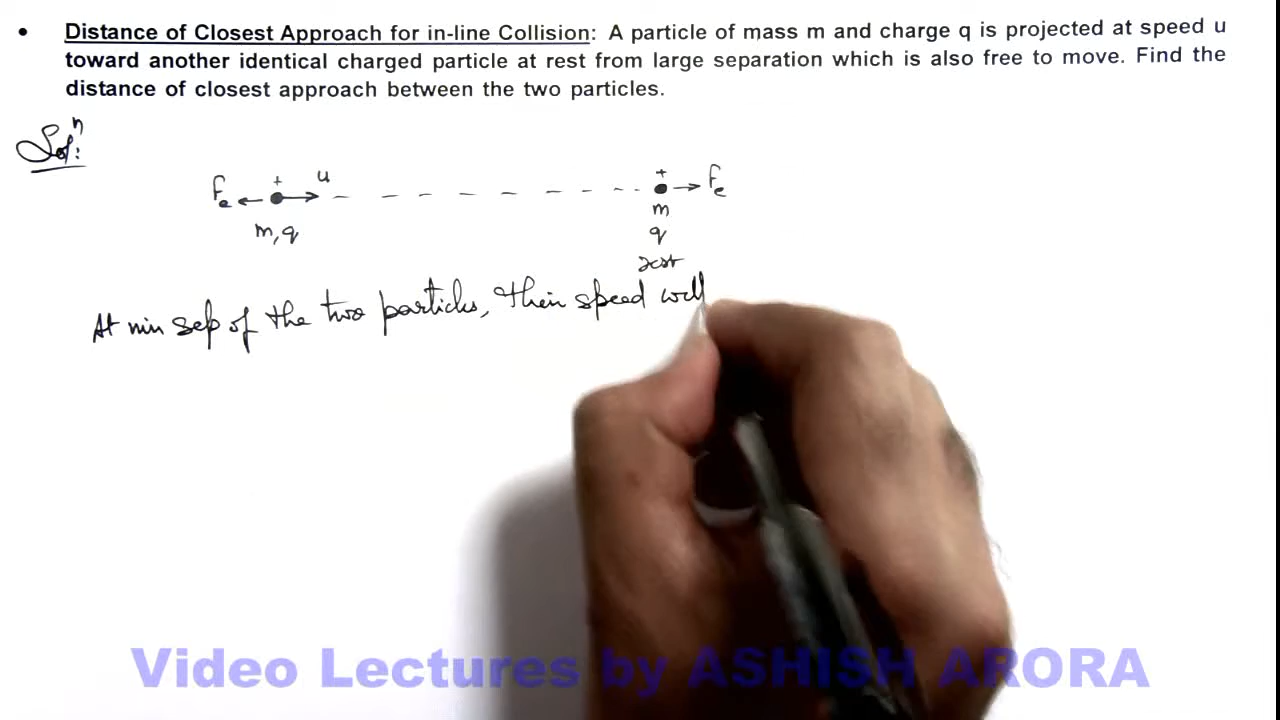 • Distance of Closest Approach for in-line Collision: A particle of mass m and charge q is projected at speed u
toward another identical charged particle at rest from large separation which is also free to move. Find the
distance of closest approach between the two particles.
Solⁿ:
Fe + u + Fe
m, q m
q
rest
At min sep of the two particles, their speed will
Video Lectures by ASHISH ARORA